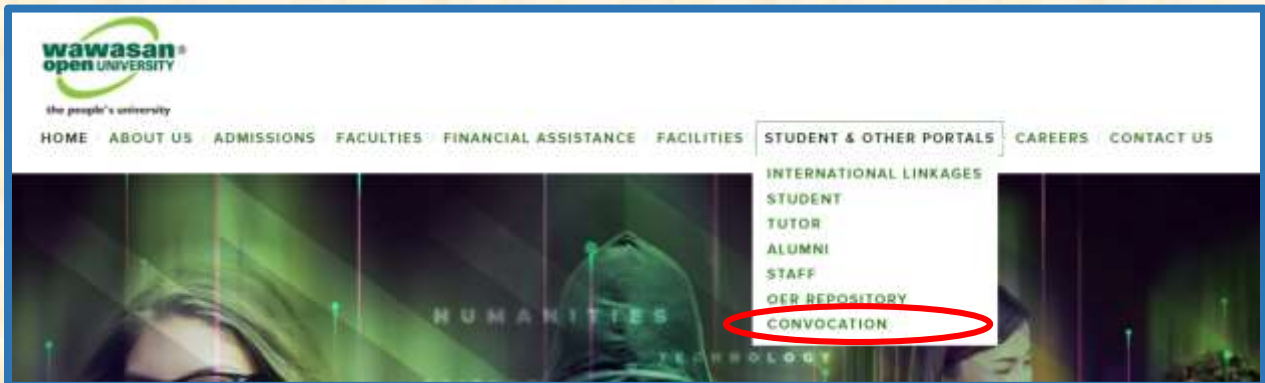 wawasan®
open UNIVERSITY
the people's university
HOME ABOUT US ADMISSIONS FACULTIES FINANCIAL ASSISTANCE FACILITIES STUDENT & OTHER PORTALS CAREERS CONTACT US
INTERNATIONAL LINKAGES
STUDENT
TUTOR
ALUMNI
STAFF
OER REPOSITORY
CONVOCATION
HUMANITIES
TECHNOLOGY